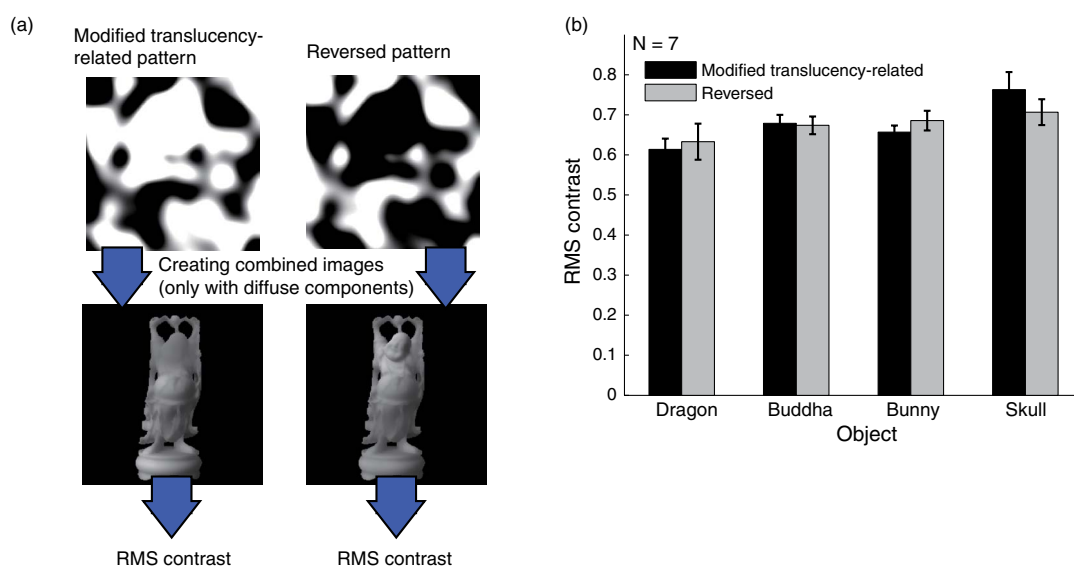 (a)
Modified translucency-
related pattern
Reversed pattern
Creating combined images
(only with diffuse components)
RMS contrast
RMS contrast
(b)
N = 7
Modified translucency-related
Reversed
RMS contrast
0.8
0.7
0.6
0.5
0.4
0.3
0.2
0.1
0
Dragon Buddha Bunny Skull
Object